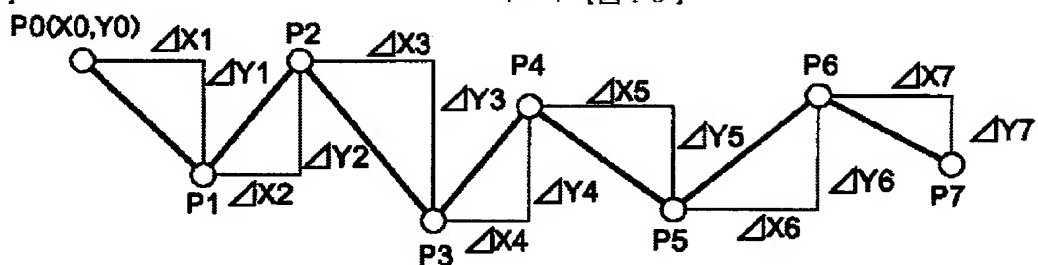 P0(X0,Y0)
⊿X1
P2
⊿X3
⊿Y1
⊿Y3
P4
⊿X5
P6
⊿X7
⊿Y2
⊿Y5
⊿Y7
P1
⊿X2
⊿Y4
⊿Y6
P7
P3
⊿X4
P5
⊿X6